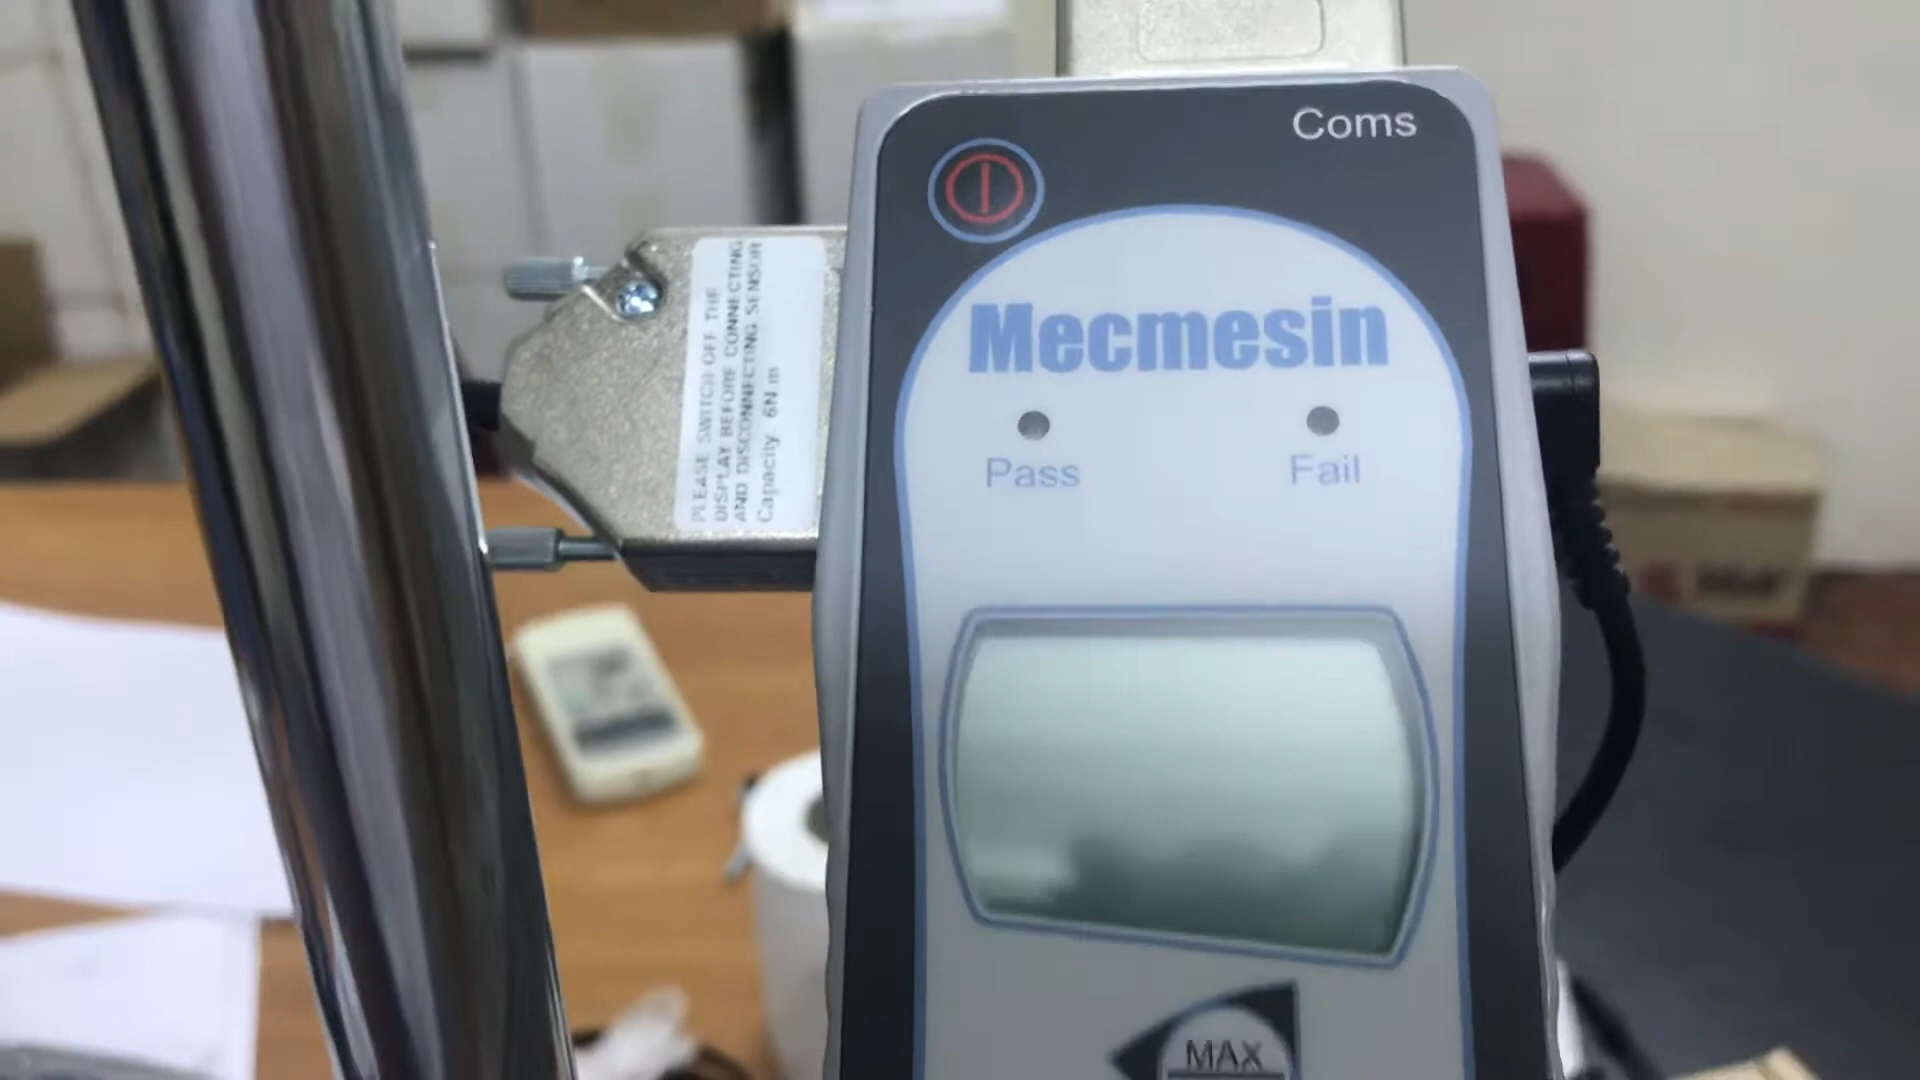 Coms
Mecmesin
Pass
Fail
PLEASE SWITCH OFF THE
DISPLAY BEFORE CONNECTING
AND DISCONNECTING SENSOR
Capacity. 6N m
MAX